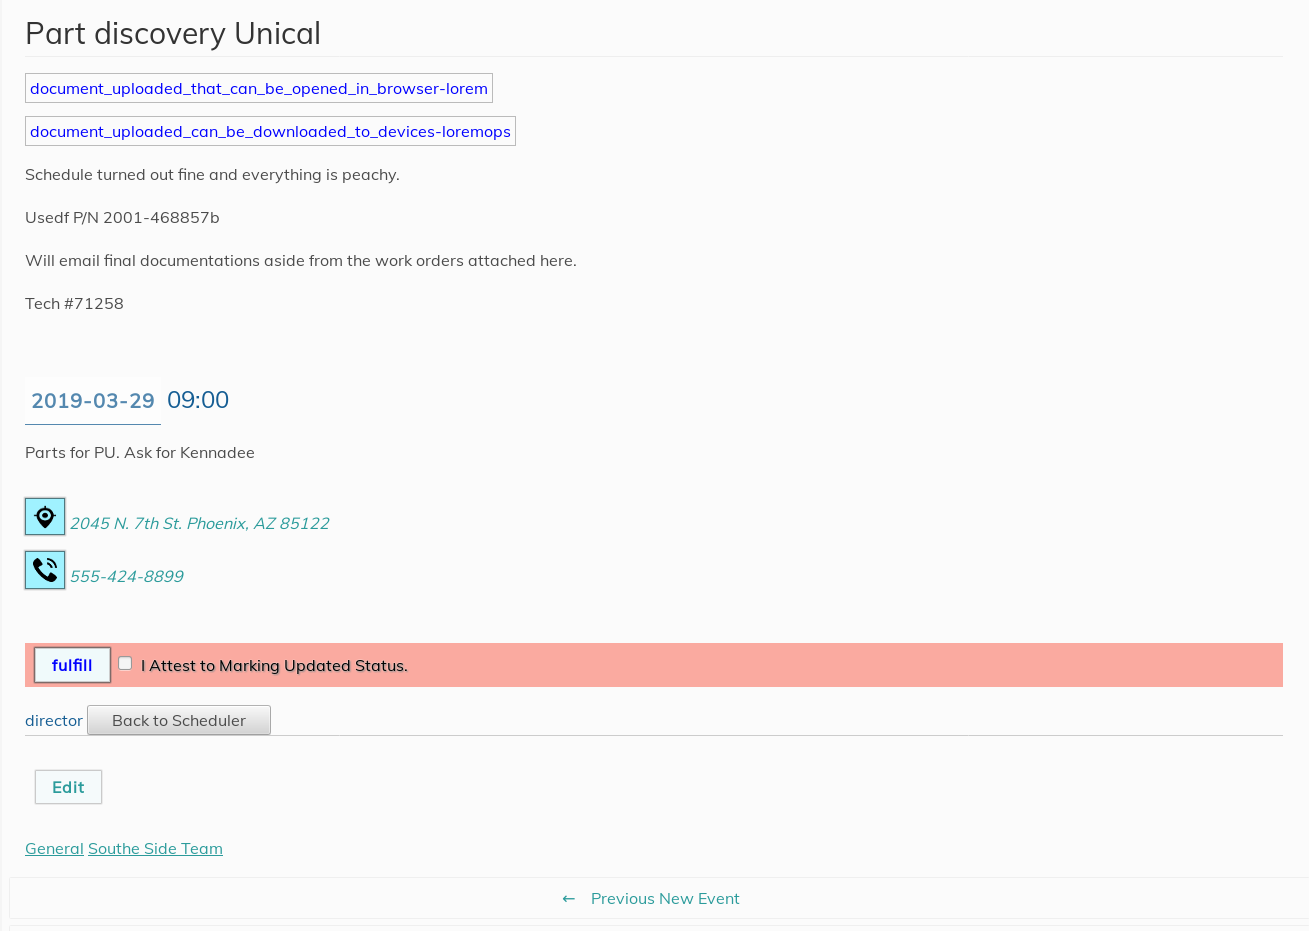 Part discovery Unical
document_uploaded_that_can_be_opened_in_browser-lorem
document_uploaded_can_be_downloaded_to_devices-loremops
Schedule turned out fine and everything is peachy.
Usedf P/N 2001-468857b
Will email final documentations aside from the work orders attached here.
Tech #71258
2019-03-29 09:00
Parts for PU. Ask for Kennadee
2045 N. 7th St. Phoenix, AZ 85122
555-424-8899
fulfill I Attest to Marking Updated Status.
director Back to Scheduler
Edit
General Southe Side Team
← Previous New Event